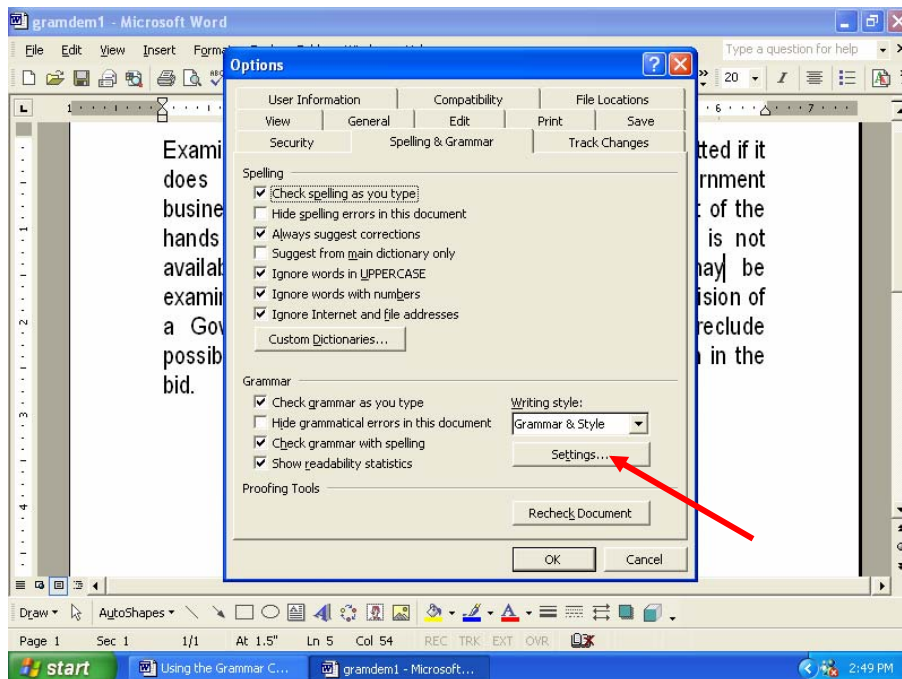 gramdem1 - Microsoft Word
File Edit View Insert
Type a question for help
20 I
L 1 6 7
Options
User Information Compatibility File Locations
View General Edit Print Save
Security Spelling & Grammar Track Changes
Spelling
Check spelling as you type
Hide spelling errors in this document
Always suggest corrections
Suggest from main dictionary only
Ignore words in UPPERCASE
Ignore words with numbers
Ignore Internet and file addresses
Custom Dictionaries...
Grammar
Check grammar as you type Writing style:
Hide grammatical errors in this document Grammar & Style
Check grammar with spelling Settings...
Show readability statistics
Proofing Tools
Recheck Document
OK Cancel
Exami tted if it
does rnment
busine of the
hands is not
availab may be
examin ision of
a Gov reclude
possib in the
bid.
Draw AutoShapes
Page 1 Sec 1 1/1 At 1.5" Ln 5 Col 54 REC TRK EXT OVR
start Using the Grammar C... gramdem1 - Microsoft... 2:49 PM